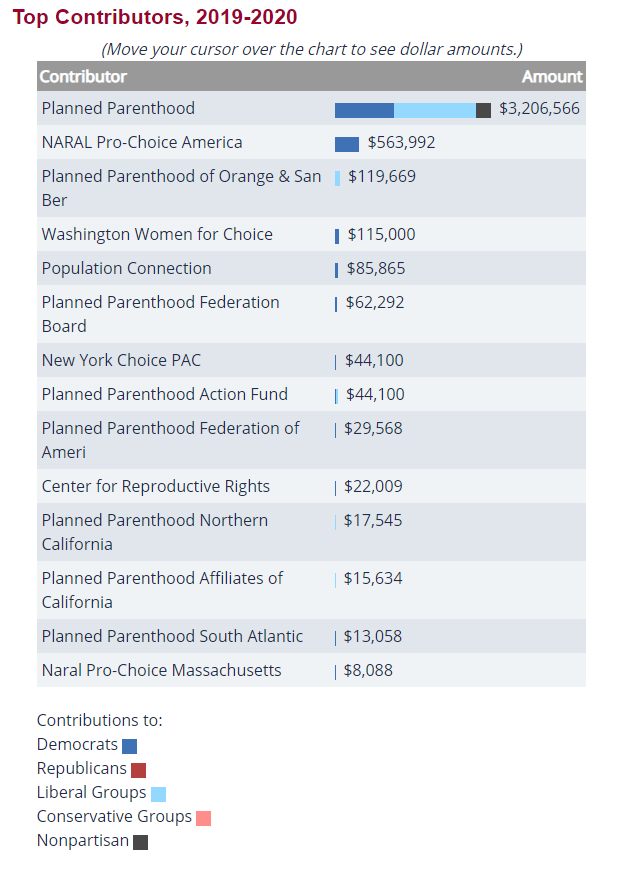 Top Contributors, 2019-2020
(Move your cursor over the chart to see dollar amounts.)
Contributor Amount
Planned Parenthood $3,206,566
NARAL Pro-Choice America $563,992
Planned Parenthood of Orange & San $119,669
Ber
Washington Women for Choice $115,000
Population Connection $85,865
Planned Parenthood Federation $62,292
Board
New York Choice PAC $44,100
Planned Parenthood Action Fund $44,100
Planned Parenthood Federation of $29,568
Ameri
Center for Reproductive Rights $22,009
Planned Parenthood Northern $17,545
California
Planned Parenthood Affiliates of $15,634
California
Planned Parenthood South Atlantic $13,058
Naral Pro-Choice Massachusetts $8,088
Contributions to:
Democrats
Republicans
Liberal Groups
Conservative Groups
Nonpartisan